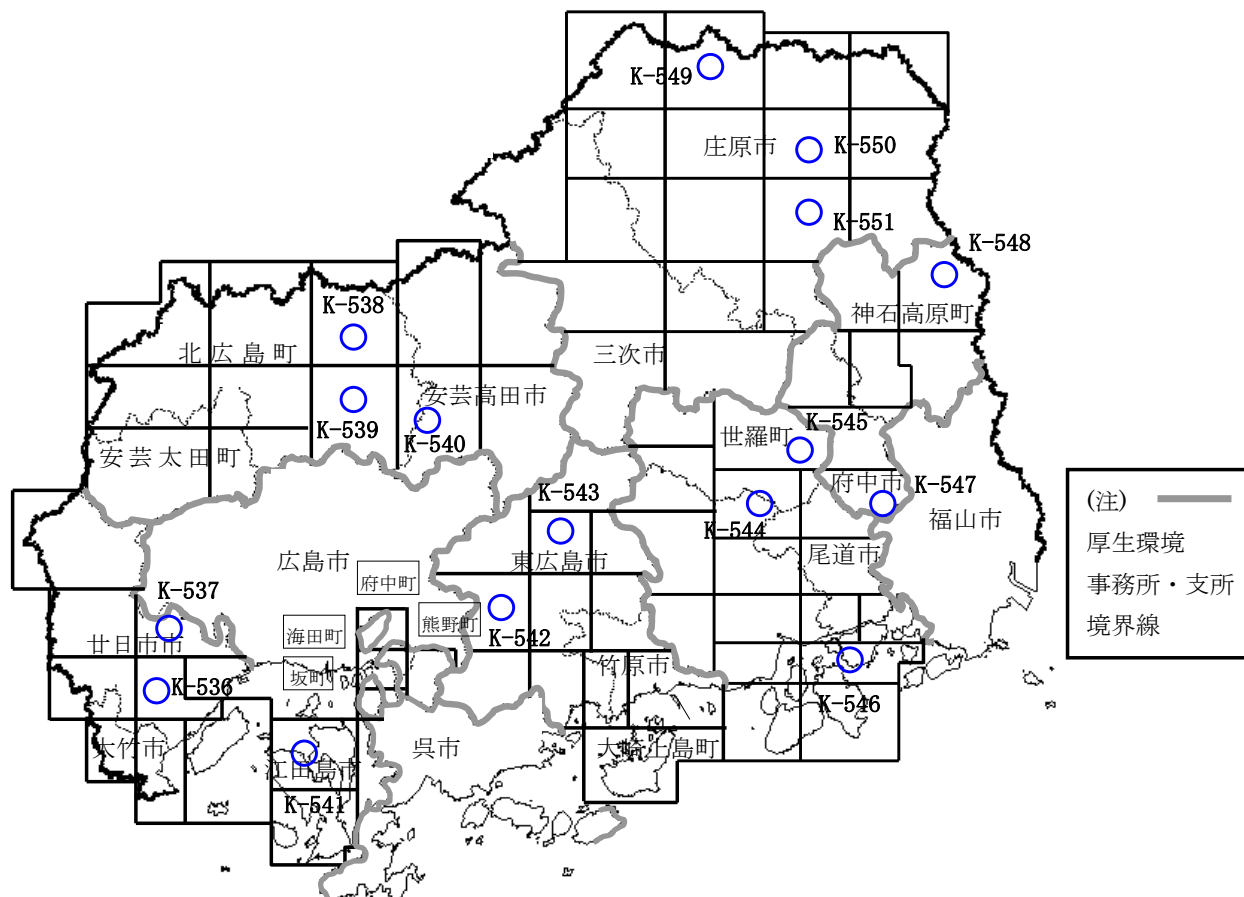 K-549
庄原市
K-550
K-551
K-548
K-538
神石高原町
北広島町
三次市
安芸高田市
K-539
K-540
K-545
世羅町
安芸太田町
府中市
K-547
K-543
K-544
福山市
(注)
厚生環境
事務所・支所
境界線
東広島市
尾道市
広島市
府中町
K-537
熊野町
海田町
K-542
廿日市市
坂町
竹原市
K-536
K-546
大竹市
呉市
大崎上島町
江田島市
K-541